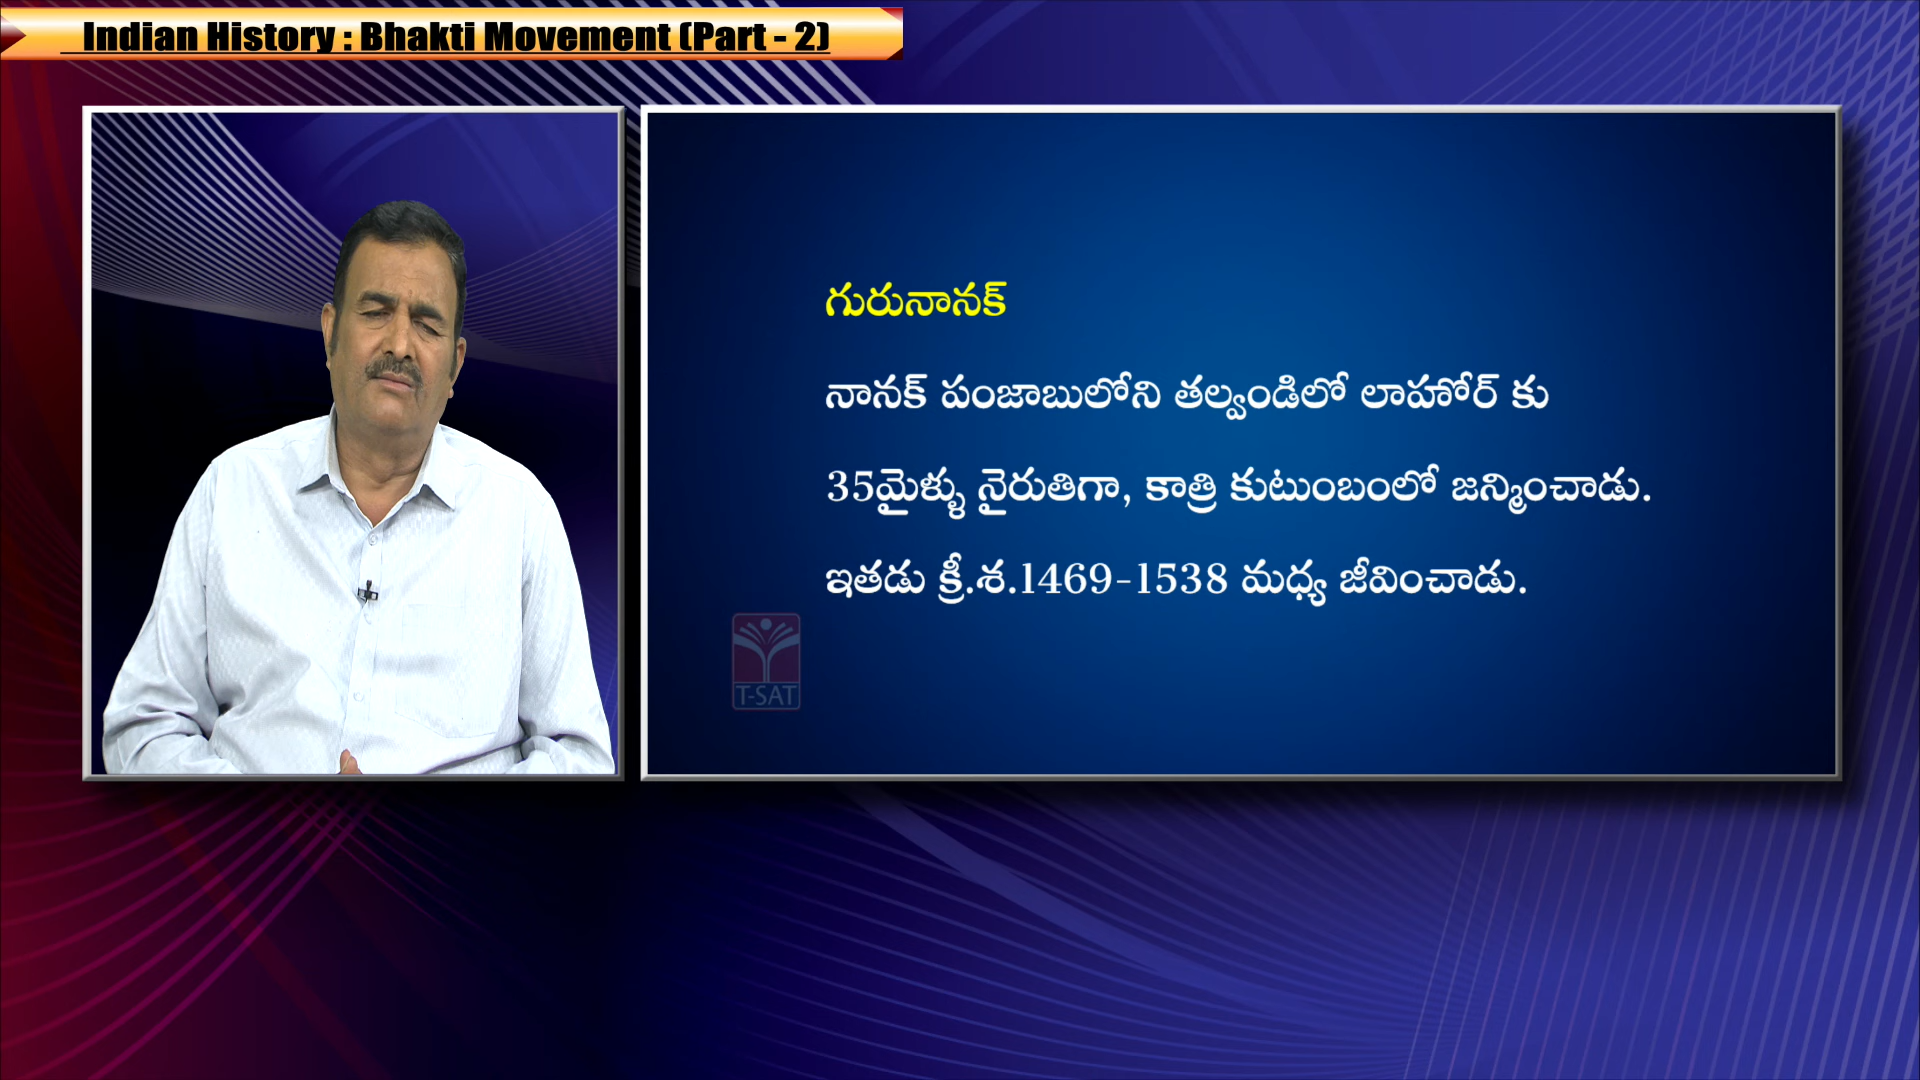 Indian History : Bhakti Movement (Part - 2)
గురునానక్
నానక్ పంజాబులోని తల్వండిలో లాహోర్ కు
35మైళ్ళు నైరుతిగా, కాత్రి కుటుంబంలో జన్మించాడు.
ఇతడు క్రీ.శ.1469-1538 మధ్య జీవించాడు.
T-SAT